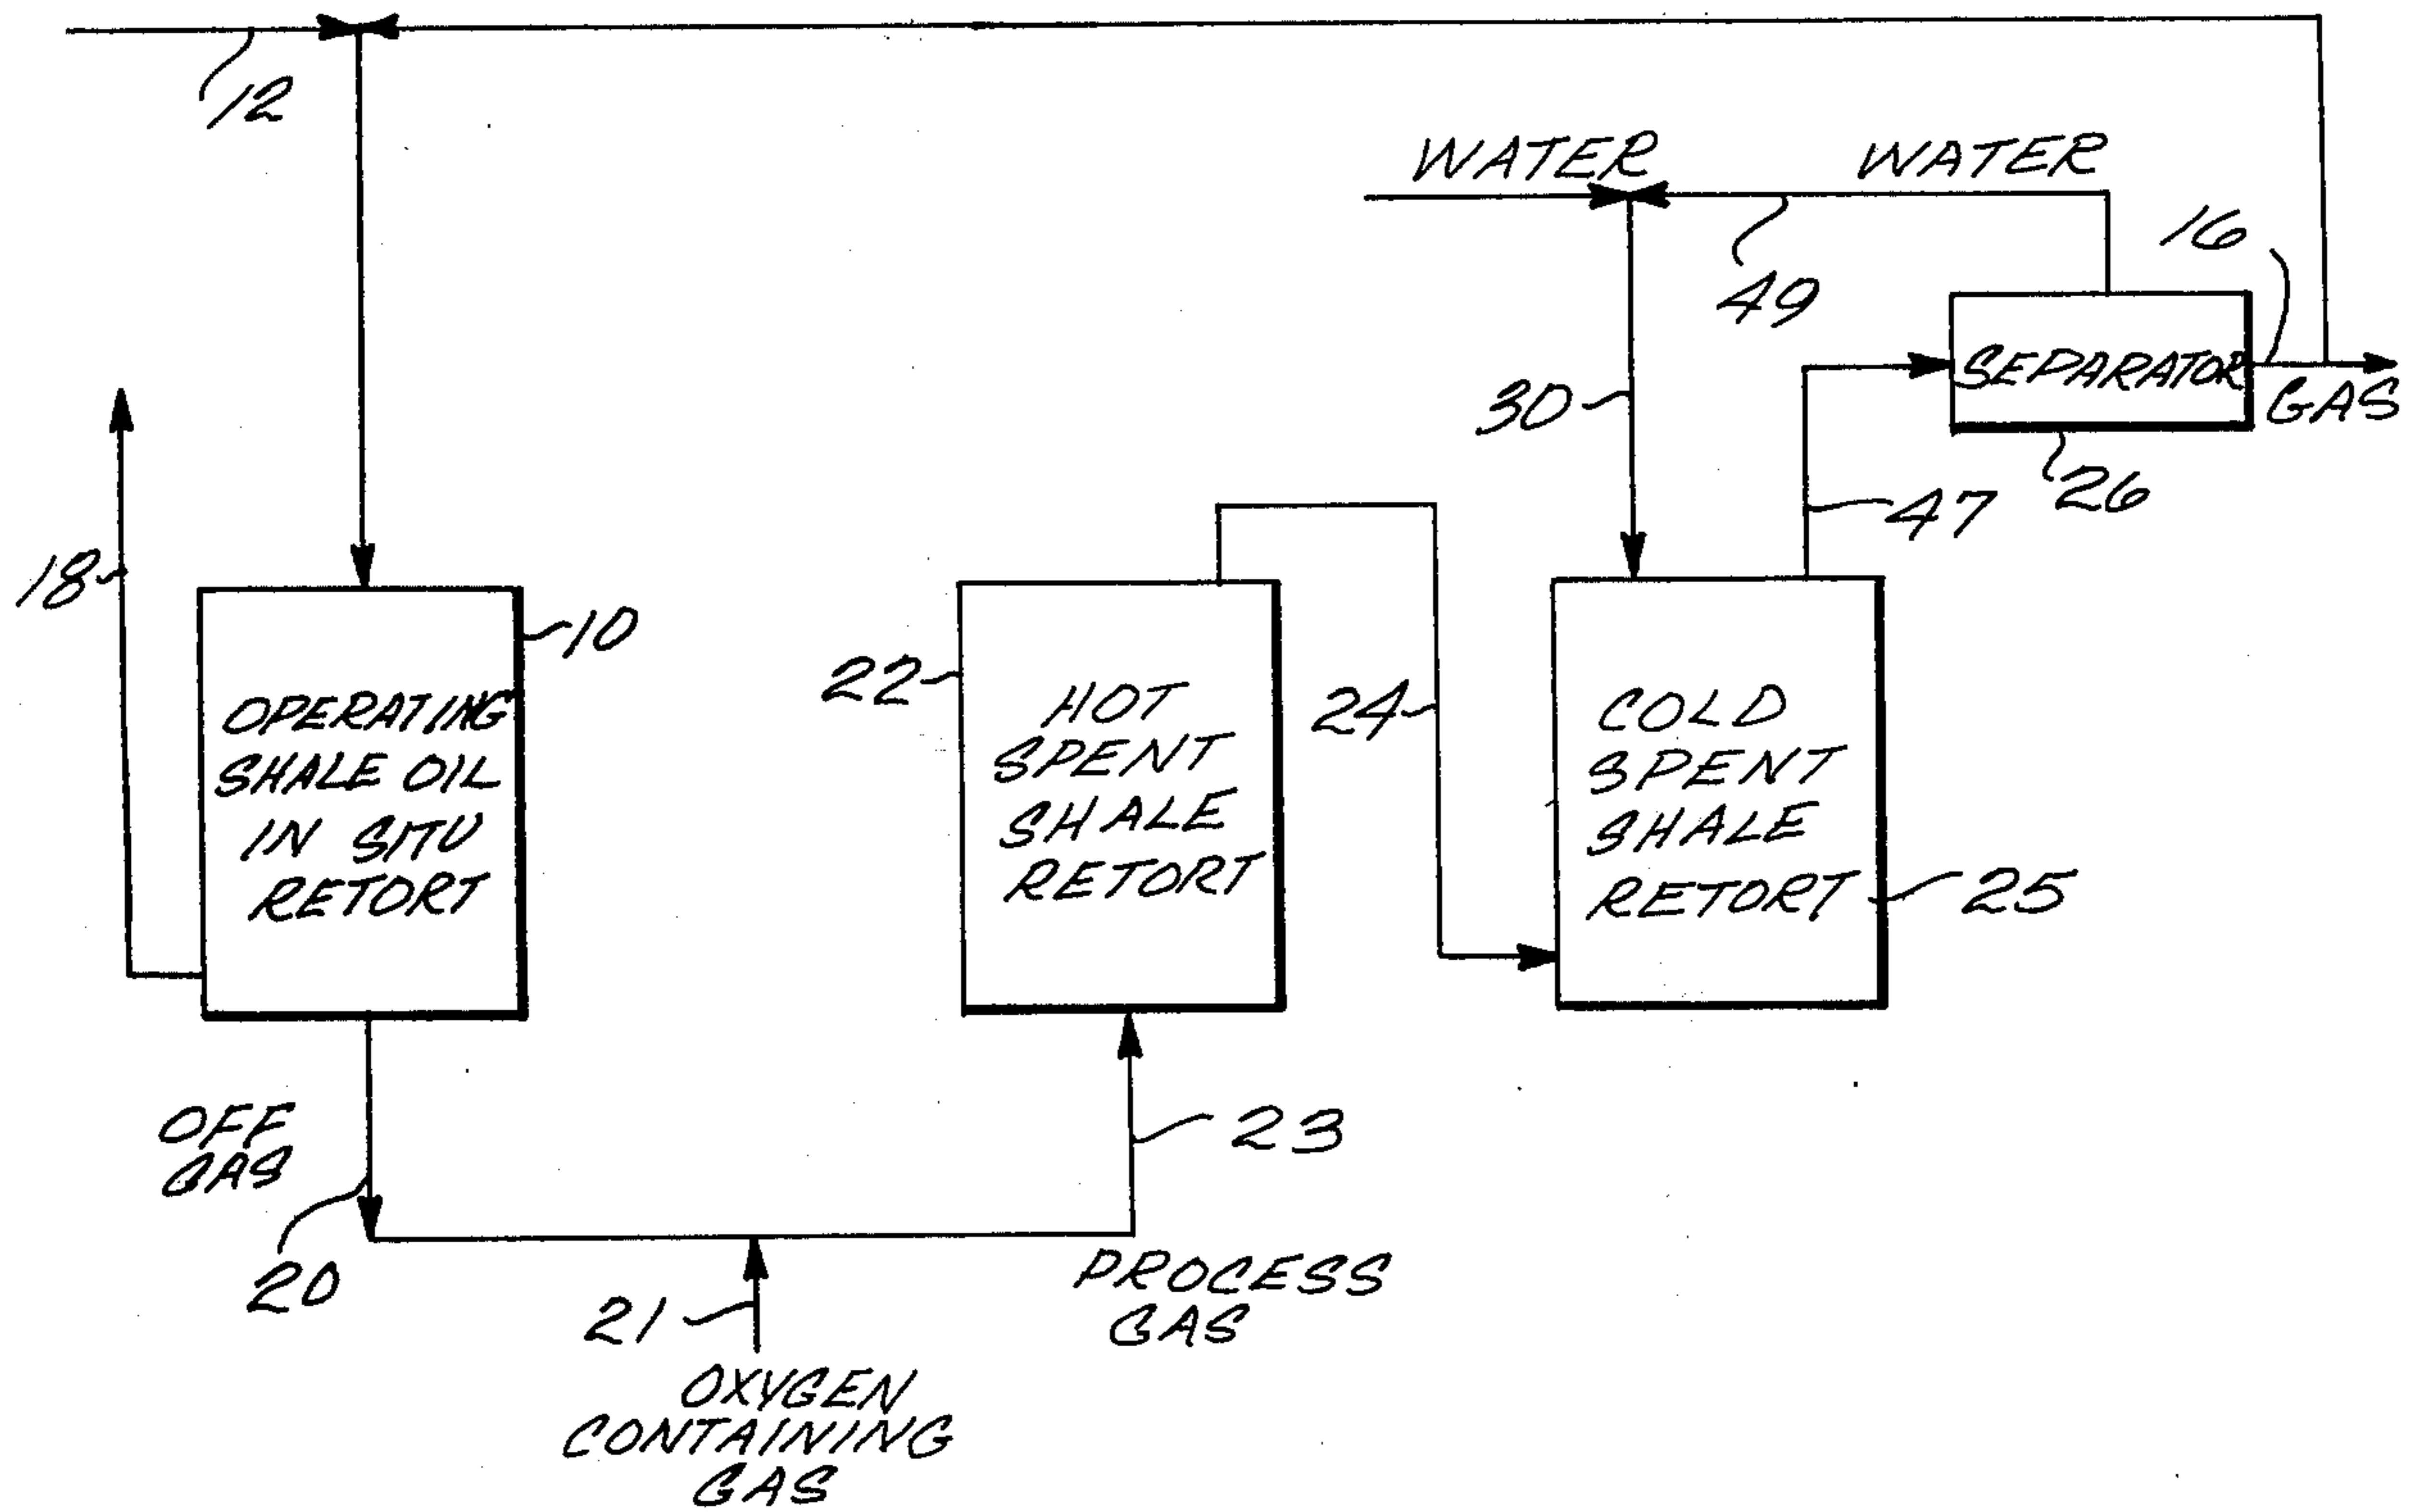 12
WATER
WATER
16
49
SEPARATOR
GAS
30
26
47
18
10
22
24
OPERATING
SHALE OIL
IN SITU
RETORT
HOT
SPENT
SHALE
RETORT
COLD
SPENT
SHALE
RETORT
25
OFF
GAS
23
20
21
PROCESS
GAS
OXYGEN
CONTAINING
GAS